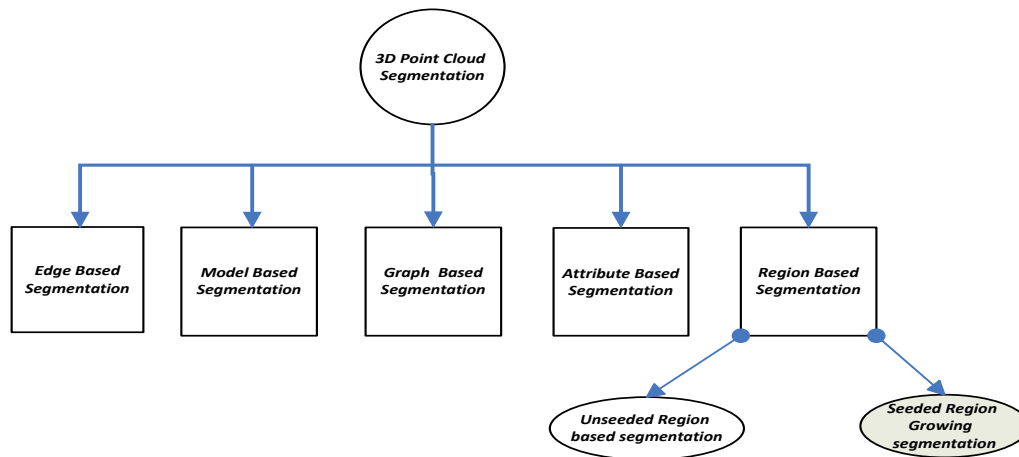 3D Point Cloud
Segmentation
Edge Based
Segmentation
Model Based
Segmentation
Graph Based
Segmentation
Attribute Based
Segmentation
Region Based
Segmentation
Unseeded Region
based segmentation
Seeded Region
Growing
segmentation